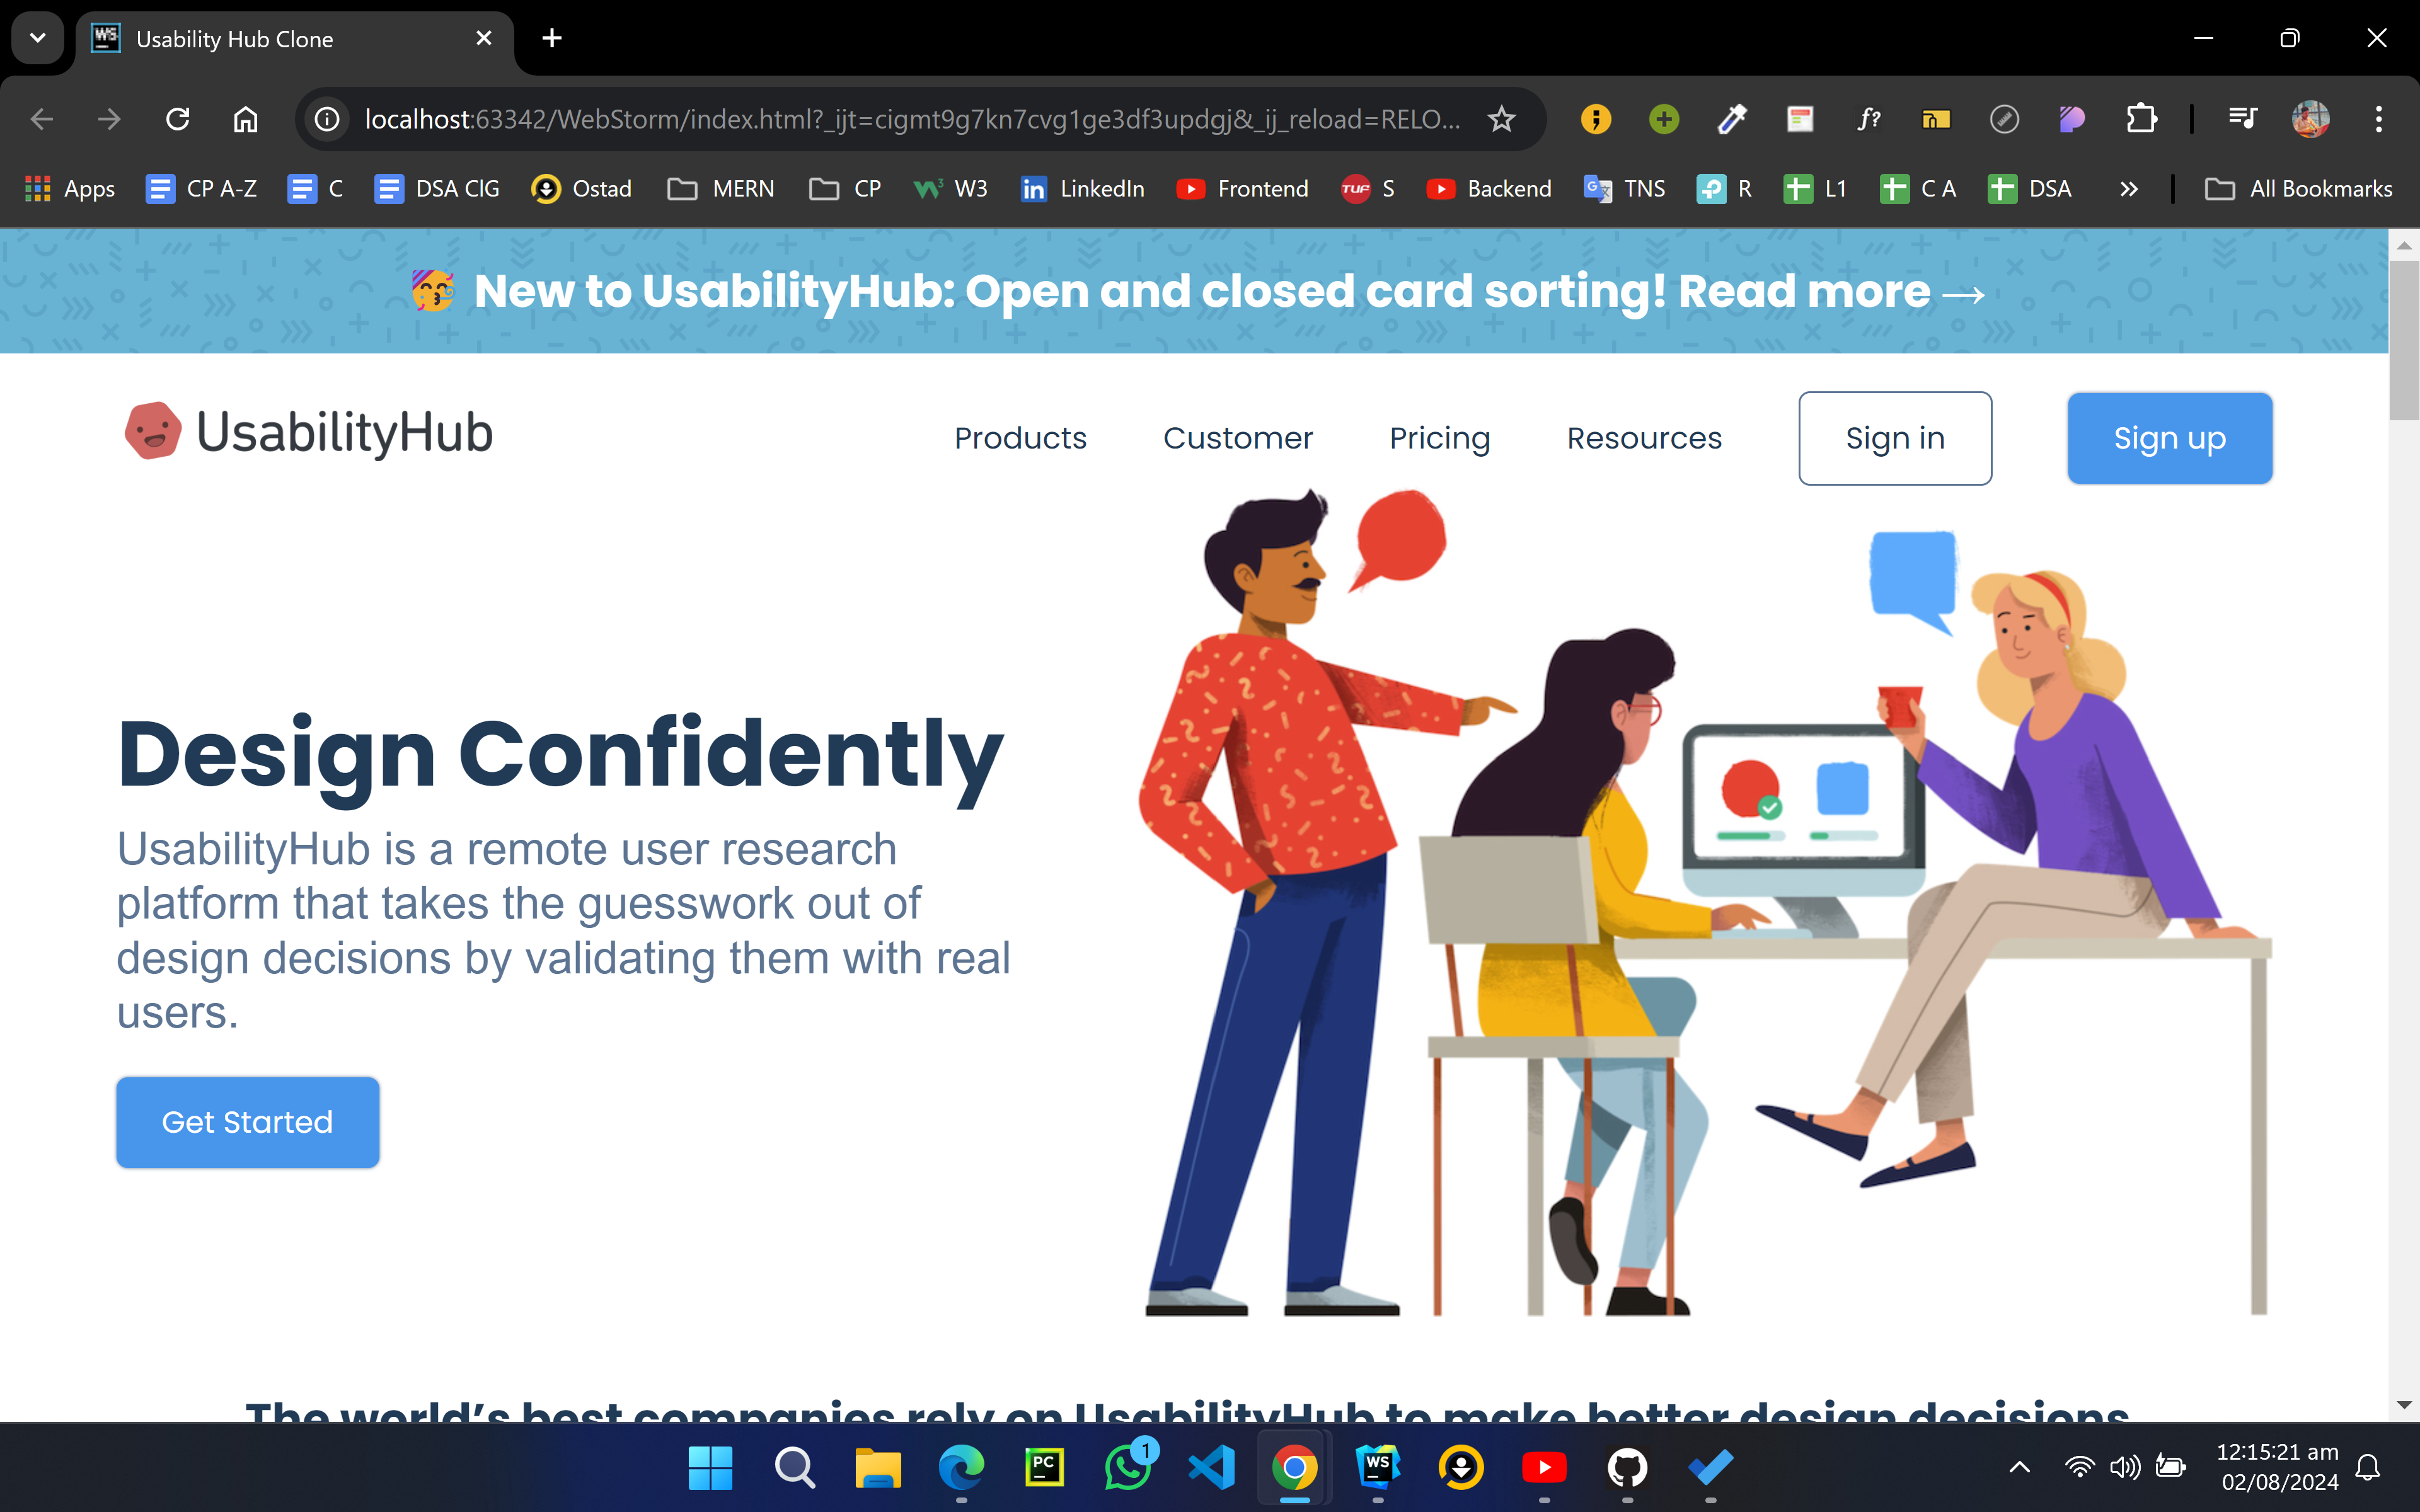 Usability Hub Clone
localhost:63342/WebStorm/index.html?_ijt=cigmt9g7kn7cvg1ge3df3updgj&_ij_reload=RELO...
Apps CP A-Z C DSA ClG Ostad MERN CP W3 LinkedIn Frontend S Backend TNS R L1 C A DSA All Bookmarks
🥳 New to UsabilityHub: Open and closed card sorting! Read more →
UsabilityHub
Products Customer Pricing Resources Sign in Sign up
Design Confidently
UsabilityHub is a remote user research
platform that takes the guesswork out of
design decisions by validating them with real
users.
Get Started
The world’s best companies rely on UsabilityHub to make better design decisions
1
12:15:21 am
02/08/2024